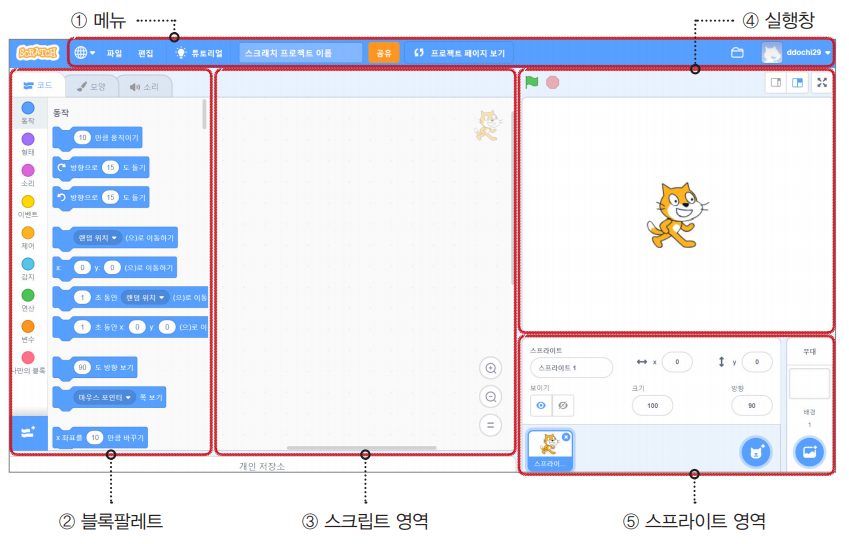 ① 메뉴
④ 실행창
SCRATCH
파일
편집
튜토리얼
스크래치 프로젝트 이름
공유
프로젝트 페이지 보기
ddochi29
코드
모양
소리
동작
형태
소리
이벤트
제어
감지
연산
변수
나만의 블록
동작
10 만큼 움직이기
방향으로 15 도 돌기
방향으로 15 도 돌기
랜덤 위치 (으)로 이동하기
x: 0 y: 0 (으)로 이동하기
1 초 동안 랜덤 위치 (으)로 이동
1 초 동안 x: 0 y: 0 (으)로 이
90 도 방향 보기
마우스 포인터 쪽 보기
x 좌표를 10 만큼 바꾸기
스프라이트
스프라이트 1
x 0
y 0
보이기
크기
100
방향
90
스프라이...
무대
배경
1
개인 저장소
② 블록팔레트
③ 스크립트 영역
⑤ 스프라이트 영역